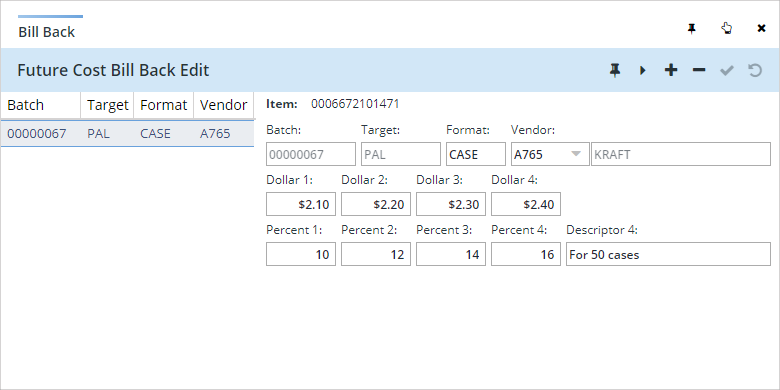 Bill Back
Future Cost Bill Back Edit
Batch Target Format Vendor
00000067 PAL CASE A765
Item: 0006672101471
Batch: Target: Format: Vendor:
00000067 PAL CASE A765 KRAFT
Dollar 1: Dollar 2: Dollar 3: Dollar 4:
$2.10 $2.20 $2.30 $2.40
Percent 1: Percent 2: Percent 3: Percent 4: Descriptor 4:
10 12 14 16 For 50 cases